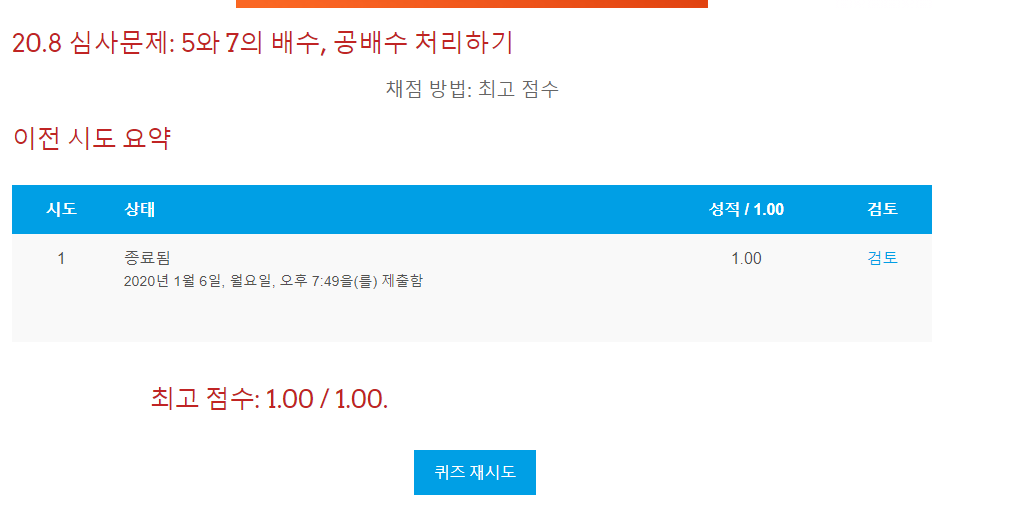 20.8 심사문제: 5와 7의 배수, 공배수 처리하기
채점 방법: 최고 점수
이전 시도 요약
시도 상태 성적 / 1.00 검토
1 종료됨 1.00 검토
2020년 1월 6일, 월요일, 오후 7:49을(를) 제출함
최고 점수: 1.00 / 1.00.
퀴즈 재시도